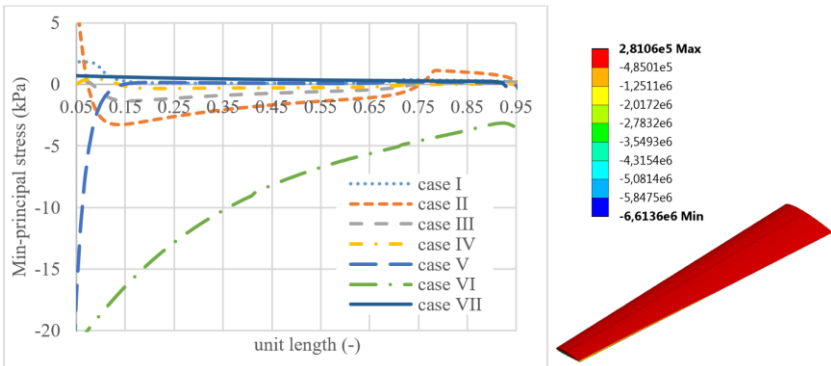 5
0
-5
-10
-15
-20
Min-principal stress (kPa)
0.05 0.15 0.25 0.35 0.45 0.55 0.65 0.75 0.85 0.95
case I
case II
case III
case IV
case V
case VI
case VII
unit length (-)
2,8106e5 Max
-4,8501e5
-1,2511e6
-2,0172e6
-2,7832e6
-3,5493e6
-4,3154e6
-5,0814e6
-5,8475e6
-6,6136e6 Min